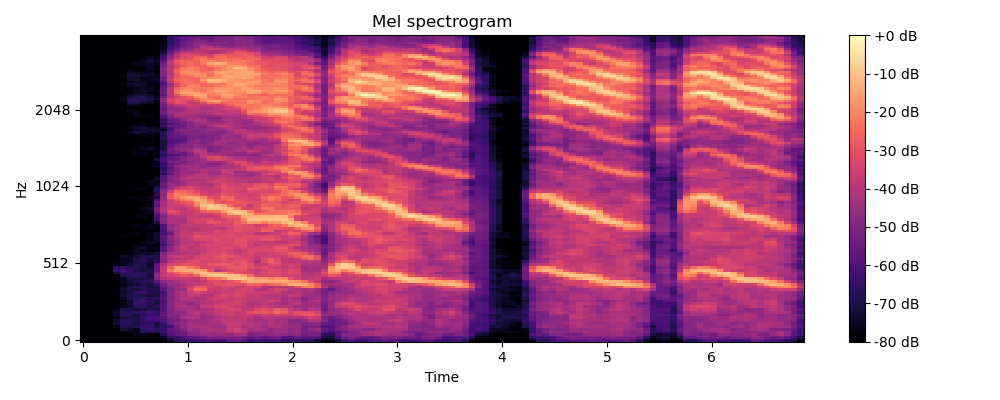 Mel spectrogram
+0 dB
-10 dB
-20 dB
-30 dB
-40 dB
-50 dB
-60 dB
-70 dB
-80 dB
2048
1024
512
0
Hz
0 1 2 3 4 5 6
Time